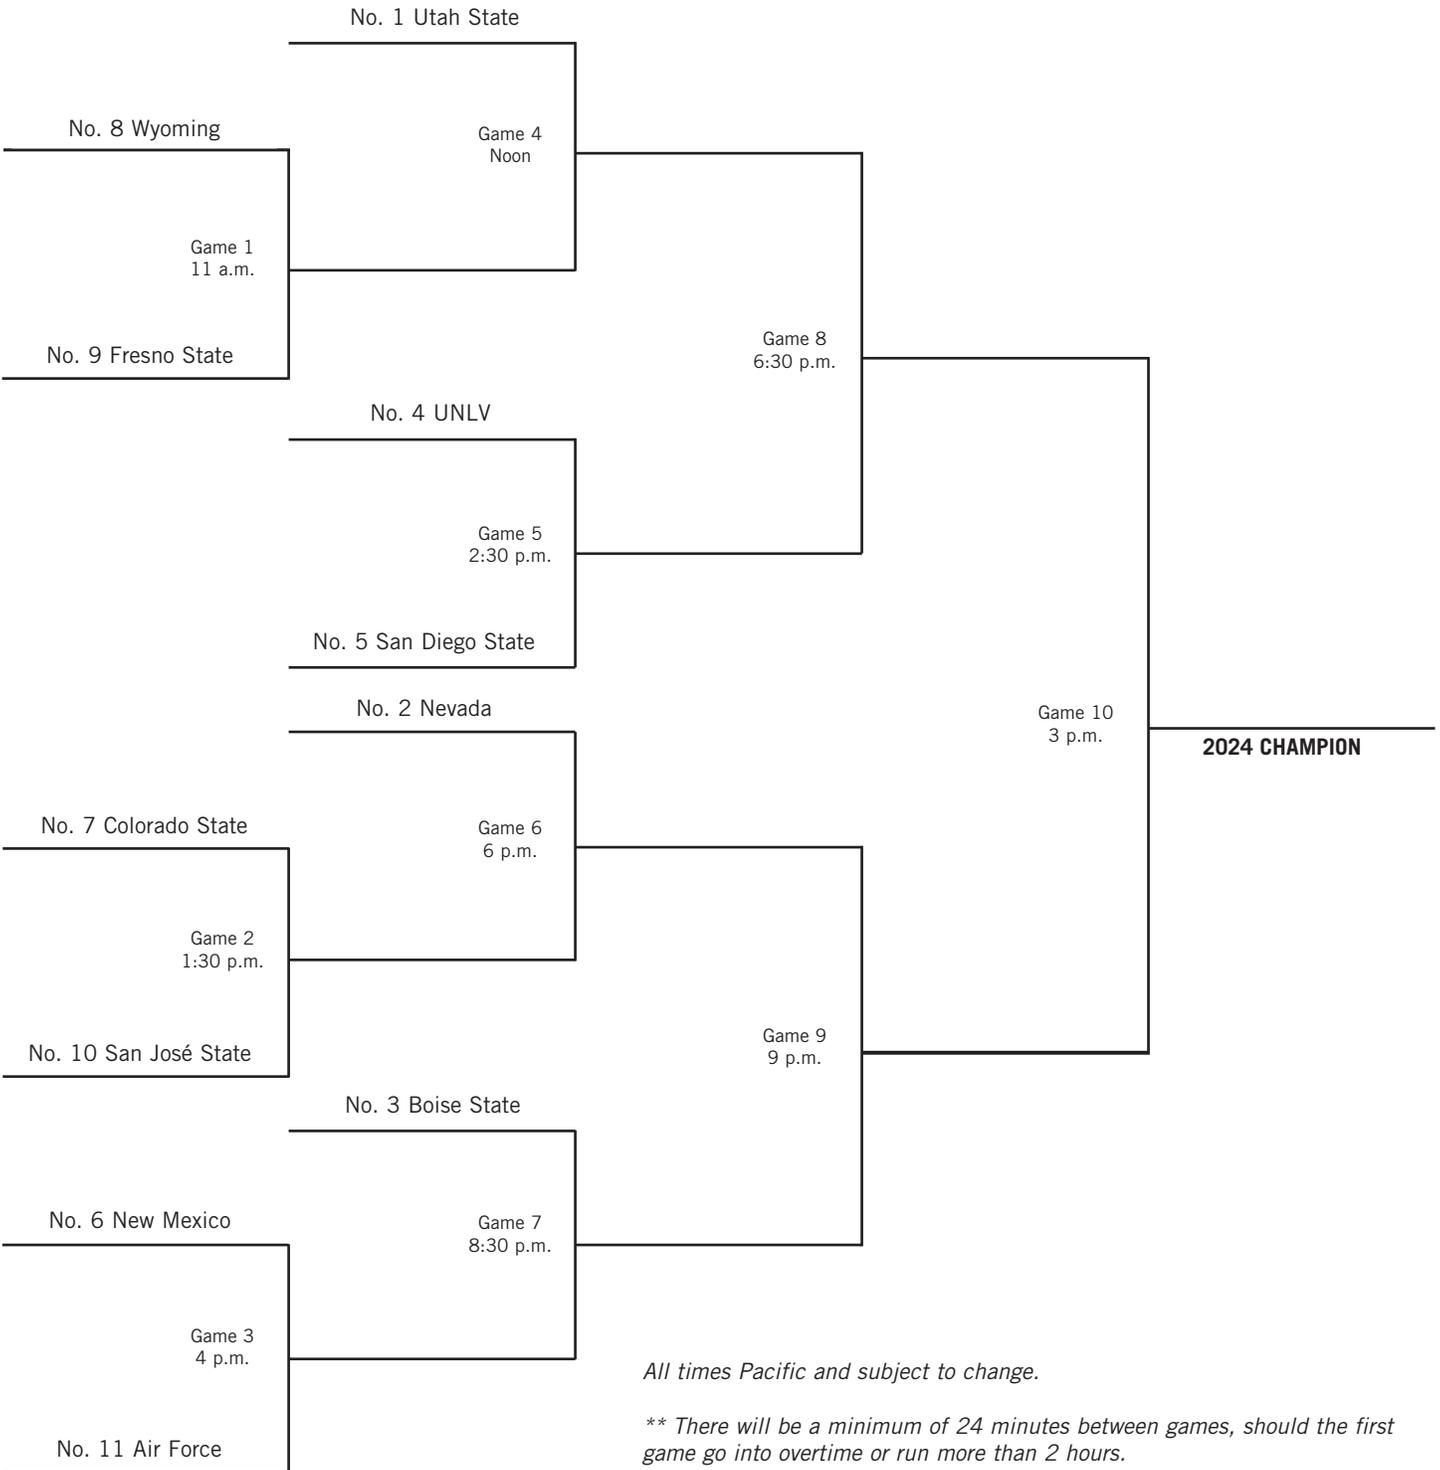 No. 1 Utah State
No. 8 Wyoming
Game 4
Noon
Game 1
11 a.m.
No. 9 Fresno State
Game 8
6:30 p.m.
No. 4 UNLV
Game 5
2:30 p.m.
No. 5 San Diego State
No. 2 Nevada
Game 10
3 p.m.
2024 CHAMPION
No. 7 Colorado State
Game 6
6 p.m.
Game 2
1:30 p.m.
No. 10 San José State
Game 9
9 p.m.
No. 3 Boise State
No. 6 New Mexico
Game 7
8:30 p.m.
Game 3
4 p.m.
No. 11 Air Force
All times Pacific and subject to change.
** There will be a minimum of 24 minutes between games, should the first
game go into overtime or run more than 2 hours.